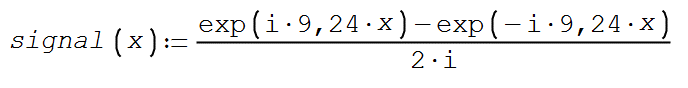 signal(x):= exp(i·9,24·x)−exp(−i·9,24·x)
2·i